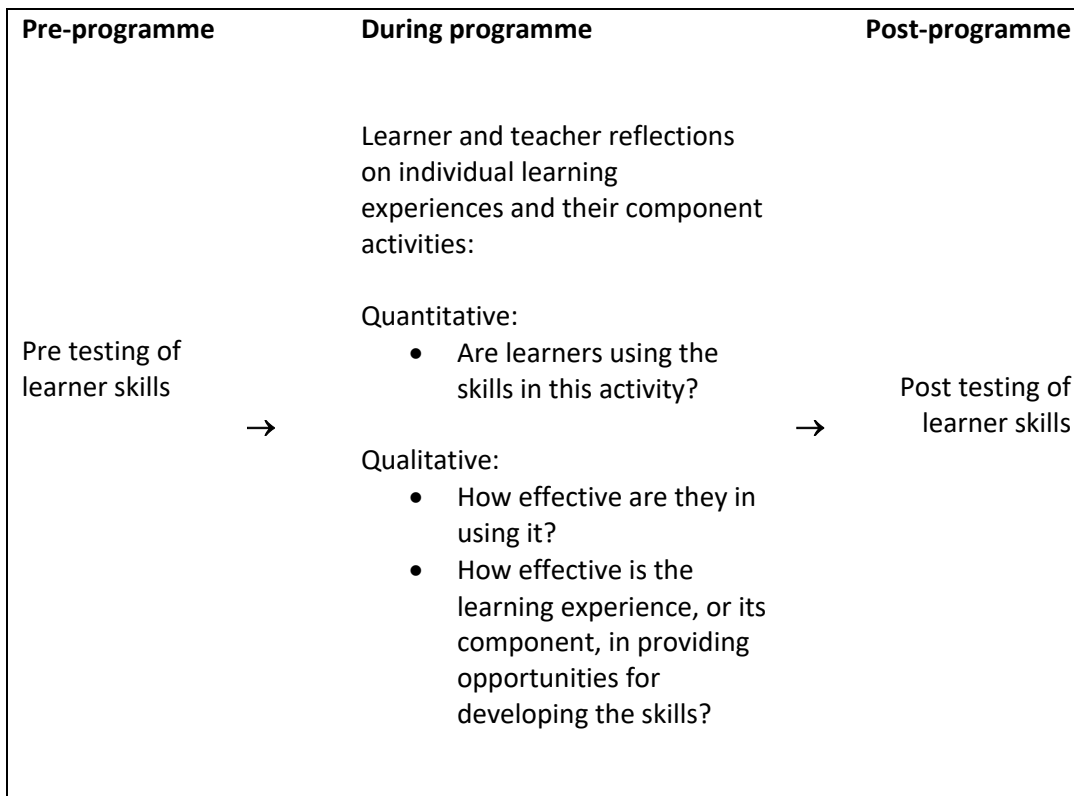 Pre-programme
During programme
Post-programme
Pre testing of
learner skills
→
Learner and teacher reflections
on individual learning
experiences and their component
activities:
Quantitative:
• Are learners using the
skills in this activity?
Qualitative:
• How effective are they in
using it?
• How effective is the
learning experience, or its
component, in providing
opportunities for
developing the skills?
→
Post testing of
learner skills